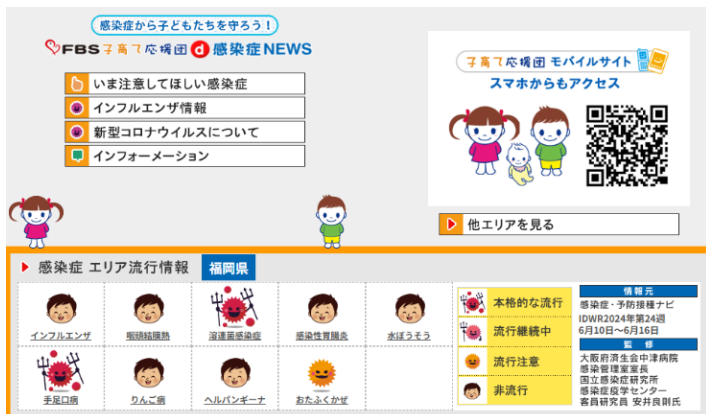 感染症から子どもたちを守ろう！
FBS子育て応援団 d 感染症NEWS
いま注意してほしい感染症
インフルエンザ情報
新型コロナウイルスについて
インフォーメーション
子育て応援団 モバイルサイト
スマホからもアクセス
他エリアを見る
感染症 エリア流行情報 福岡県
インフルエンザ
咽頭結膜熱
溶連菌感染症
感染性胃腸炎
水ぼうそう
手足口病
りんご病
ヘルパンギーナ
おたふくかぜ
本格的な流行
流行継続中
流行注意
非流行
情報元
感染症・予防接種ナビ
IDWR2024年第24週
6月10日～6月16日
監 修
大阪府済生会中津病院
感染管理室室長
国立感染症研究所
感染症疫学センター
客員研究員 安井良則氏